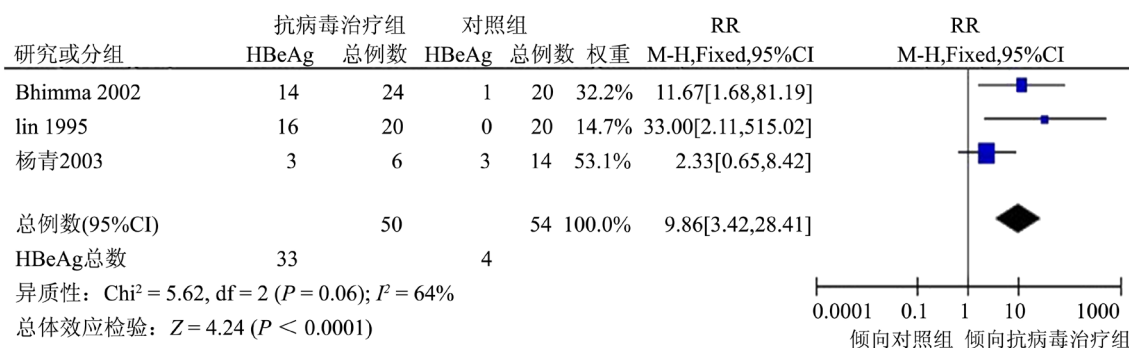 抗病毒治疗组 对照组 RR RR
研究或分组 HBeAg 总例数 HBeAg 总例数 权重 M-H,Fixed,95%CI M-H,Fixed,95%CI
Bhimma 2002 14 24 1 20 32.2% 11.67[1.68,81.19]
lin 1995 16 20 0 20 14.7% 33.00[2.11,515.02]
杨青2003 3 6 3 14 53.1% 2.33[0.65,8.42]
总例数(95%CI) 50 54 100.0% 9.86[3.42,28.41]
HBeAg总数 33 4
异质性：Chi² = 5.62, df = 2 (P = 0.06); I² = 64%
总体效应检验：Z = 4.24 (P < 0.0001)
0.0001 0.1 1 10 1000
倾向对照组 倾向抗病毒治疗组